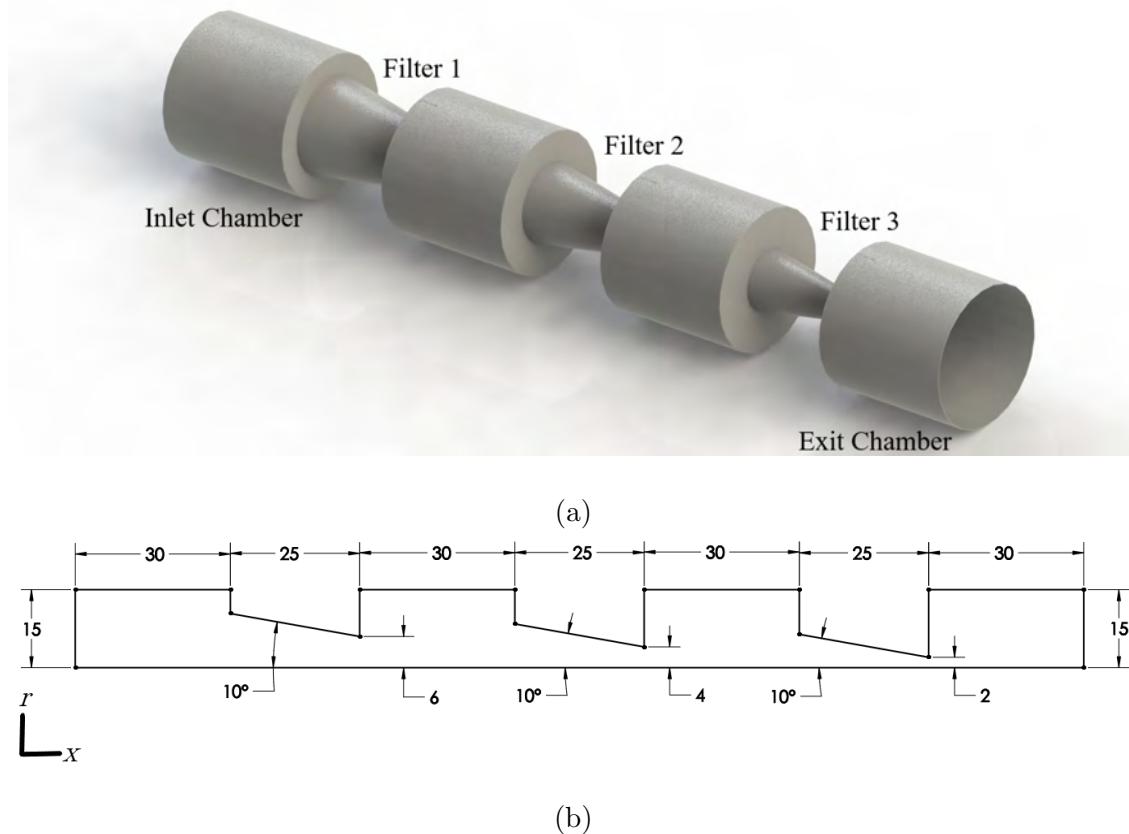 Filter 1
Filter 2
Filter 3
Inlet Chamber
Exit Chamber
(a)
30 25 30 25 30 25 30
15 15
10° 6 10° 4 10° 2
r
x
(b)